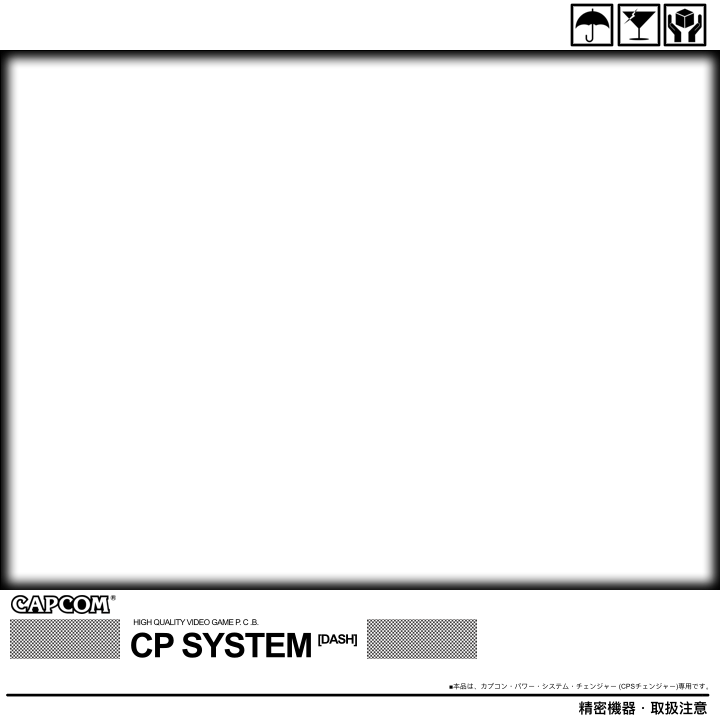 CAPCOM®
HIGH QUALITY VIDEO GAME P. C .B.
CP SYSTEM [DASH]
■本品は、カプコン・パワー・システム・チェンジャー (CPSチェンジャー)専用です。
精密機器・取扱注意